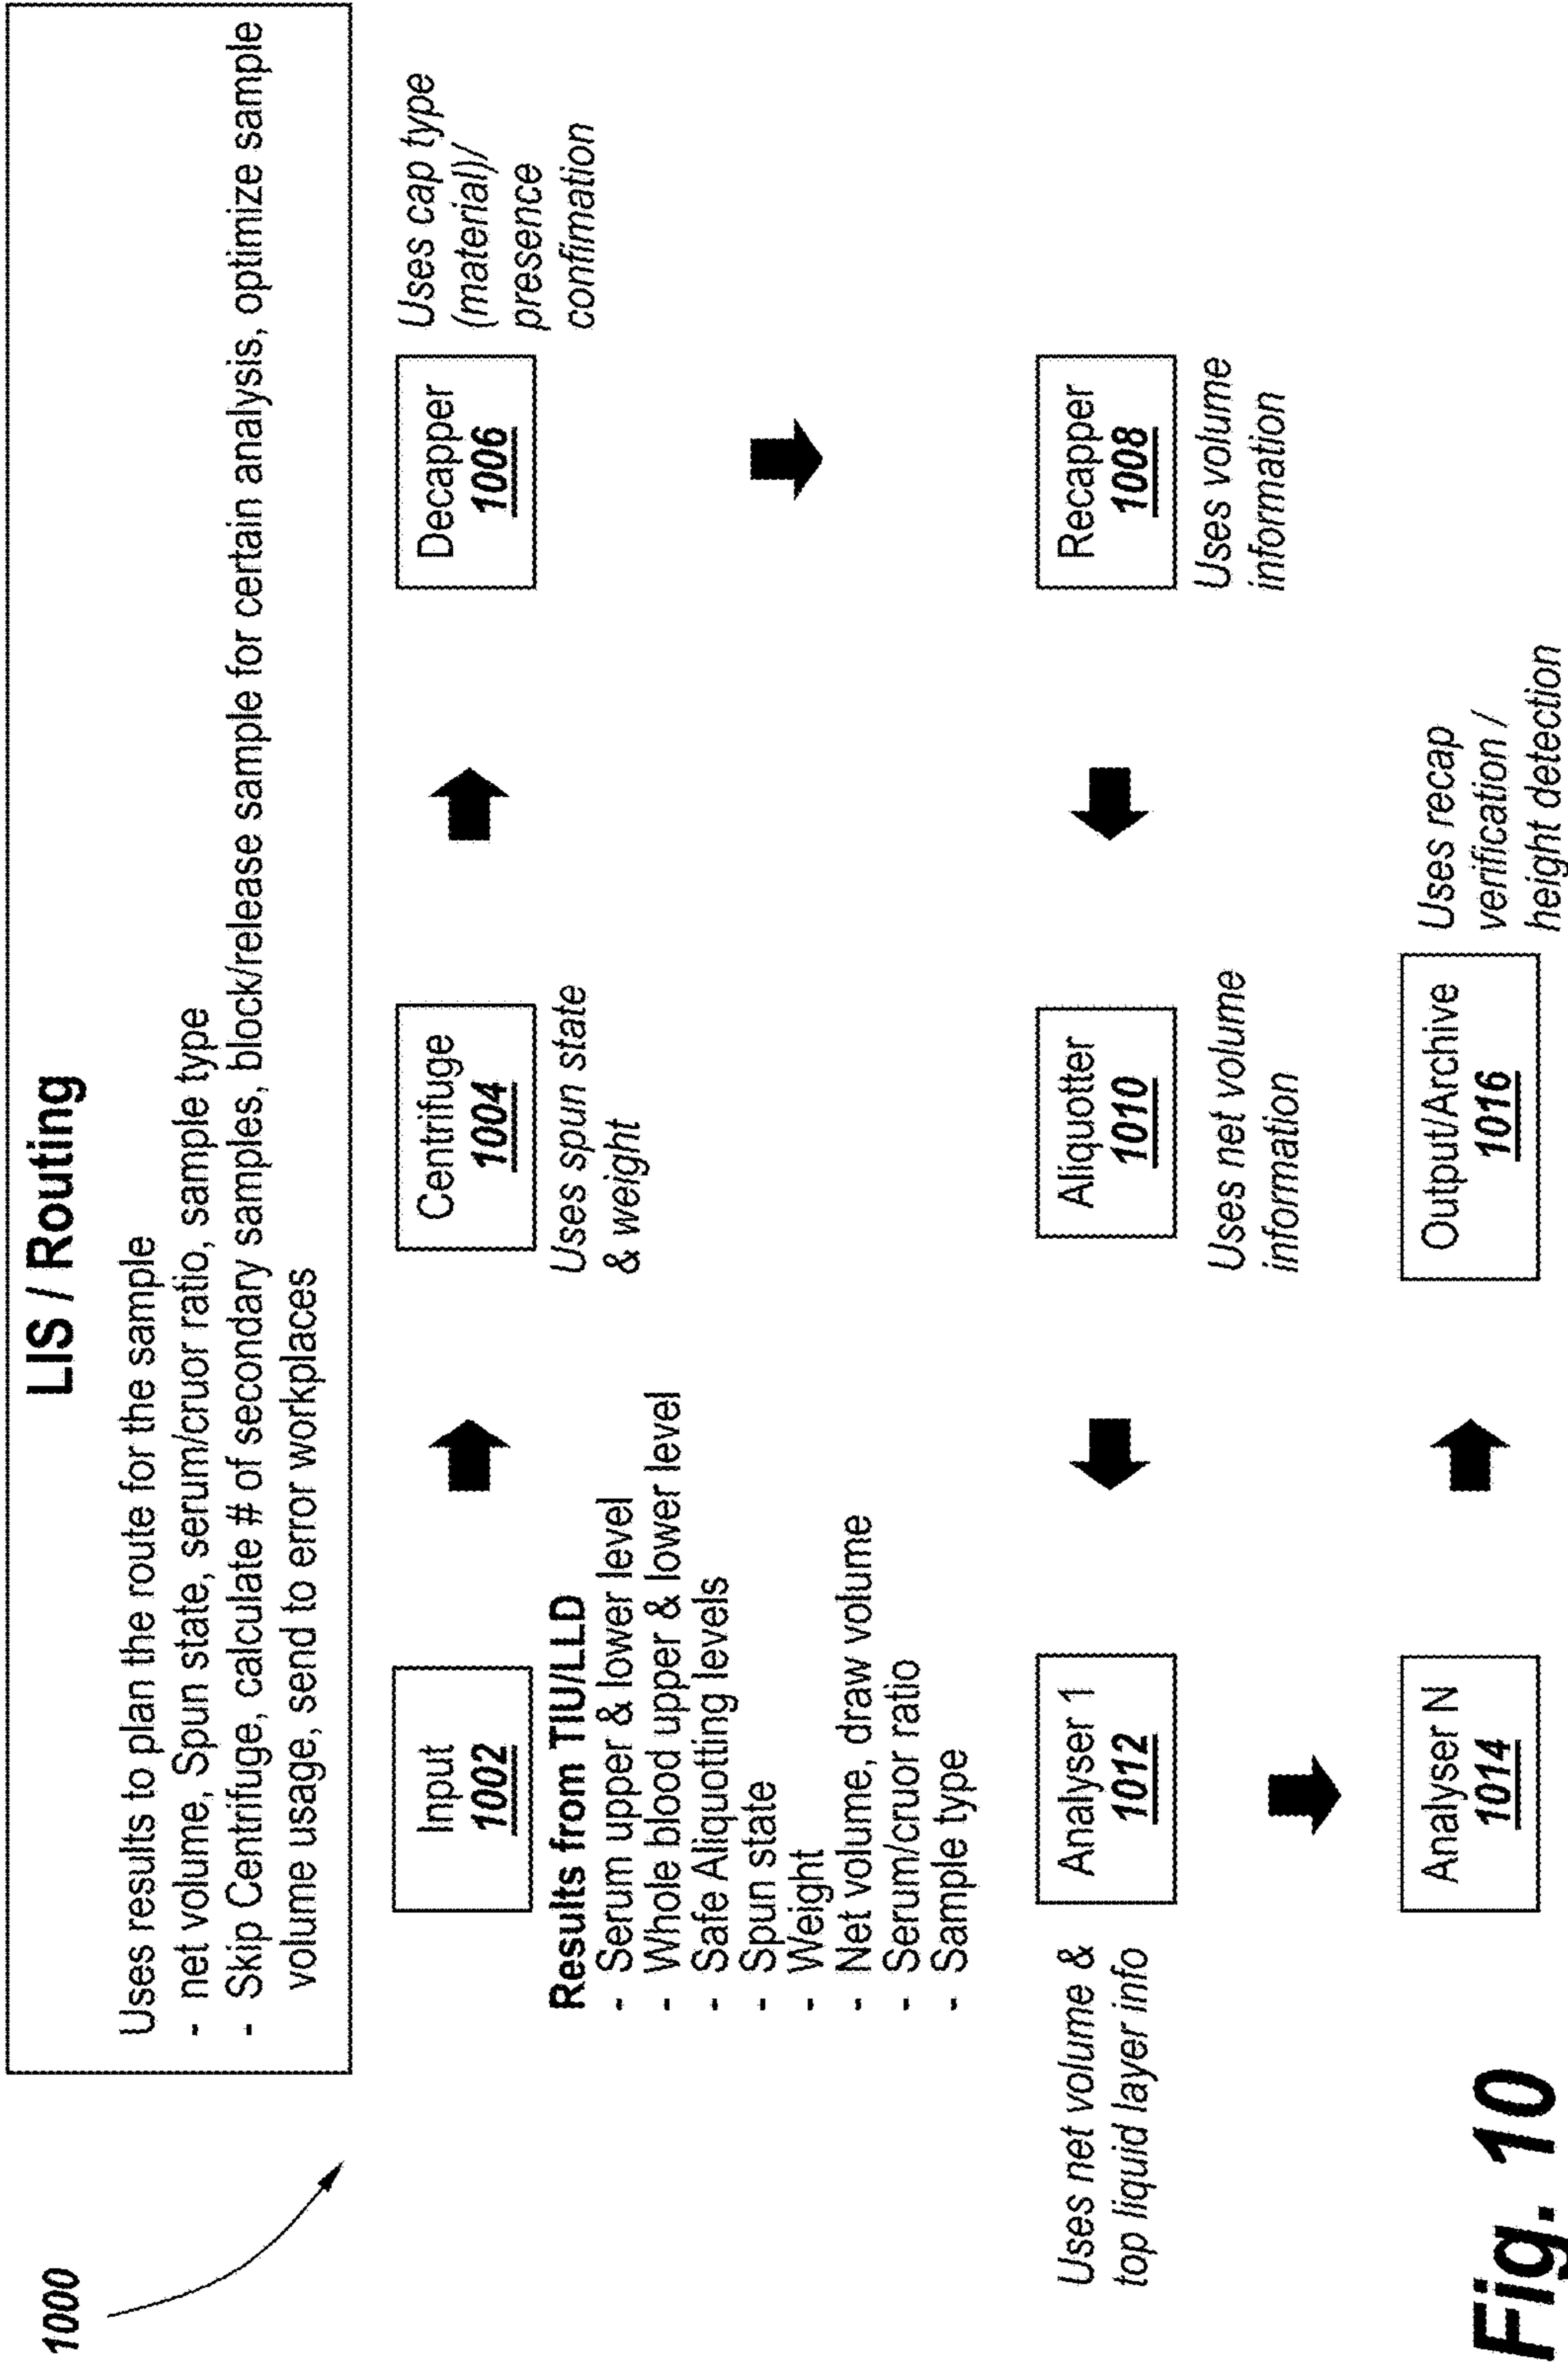 1000
LIS / Routing
Uses results to plan the route for the sample
- net volume, Spun state, serum/cruor ratio, sample type
- Skip Centrifuge, calculate # of secondary samples, block/release sample for certain analysis, optimize sample
volume usage, send to error workplaces
Input
1002
Results from TIU/LLD
- Serum upper & lower level
- Whole blood upper & lower level
- Safe Aliquotting levels
- Spun state
- Weight
- Net volume, draw volume
- Serum/cruor ratio
- Sample type
Centrifuge
1004
Uses spun state
& weight
Decapper
1006
Uses cap type
(material)/
presence
confimation
Recapper
1008
Uses volume
information
Aliquotter
1010
Uses net volume
information
Analyser 1
1012
Uses net volume &
top liquid layer info
Analyser N
1014
Output/Archive
1016
Uses recap
verification /
height detection
Fig. 10